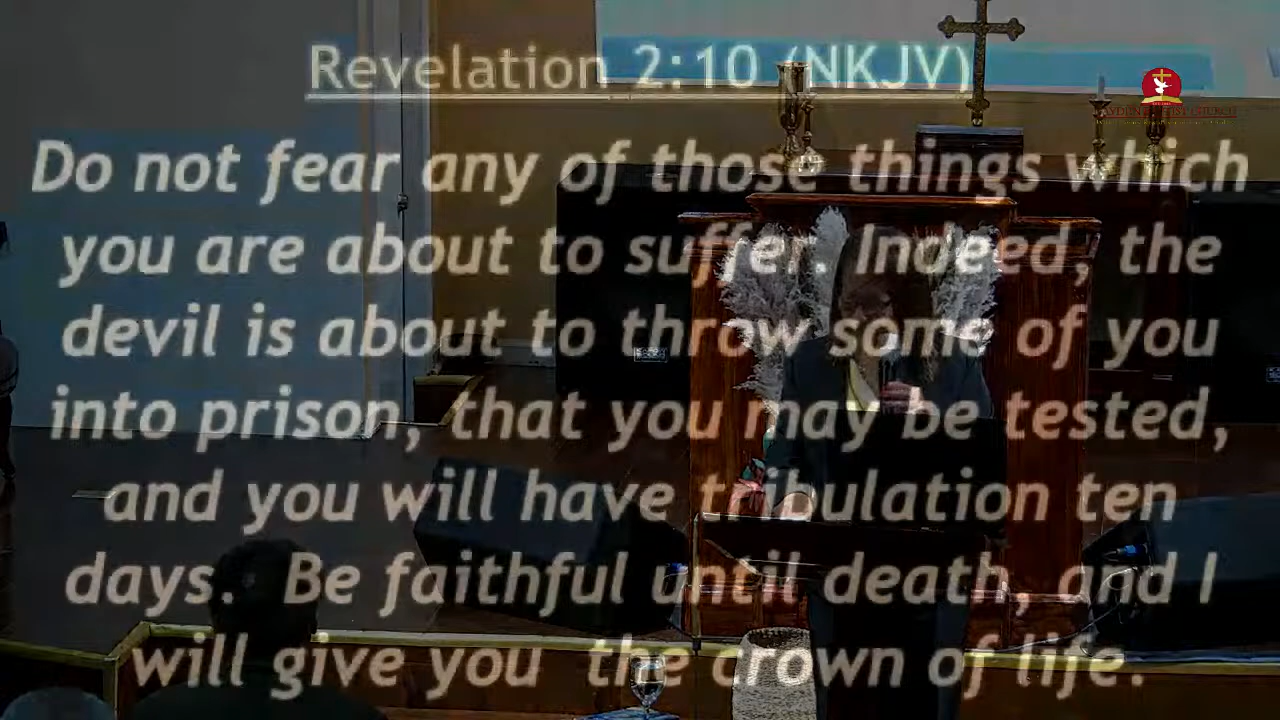 Revelation 2:10 (NKJV)
Do not fear any of those things which
you are about to suffer. Indeed, the
devil is about to throw some of you
into prison, that you may be tested,
and you will have tribulation ten
days. Be faithful until death, and I
will give you the crown of life.